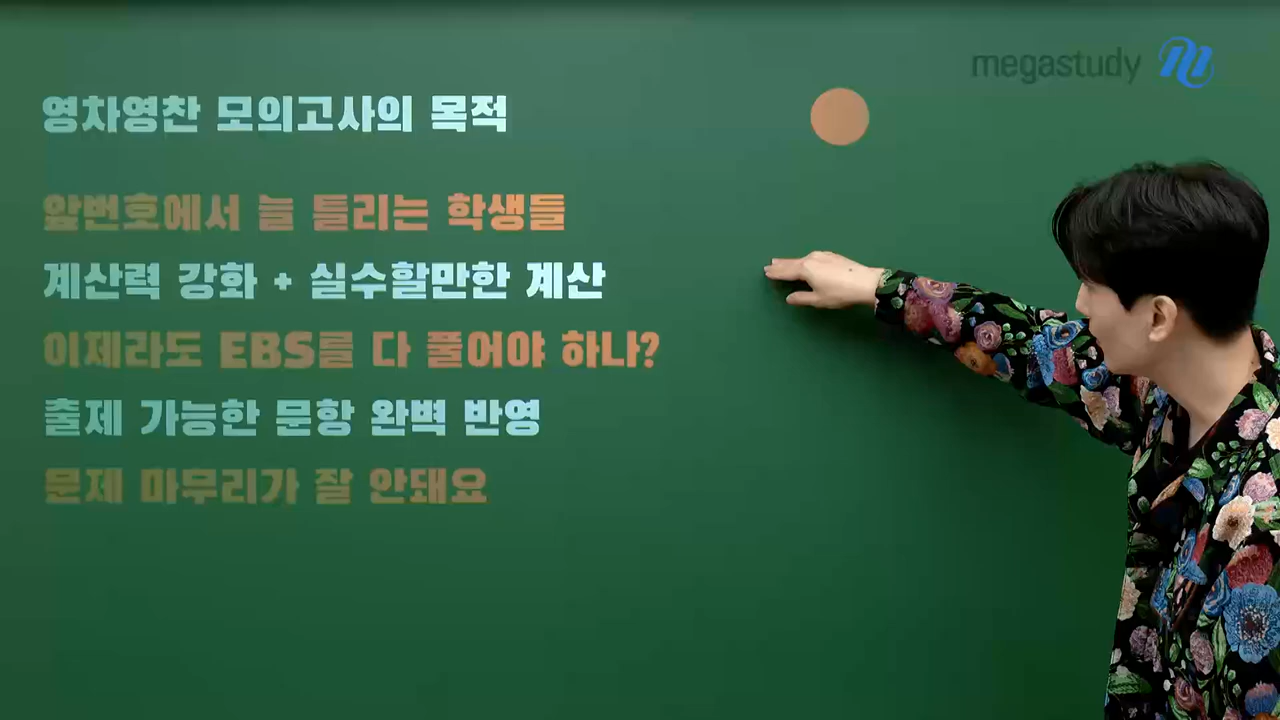 megastudy
영차영찬 모의고사의 목적
앞번호에서 늘 틀리는 학생들
계산력 강화 + 실수할만한 계산
이제라도 EBS를 다 풀어야 하나?
출제 가능한 문항 완벽 반영
문제 마무리가 잘 안돼요